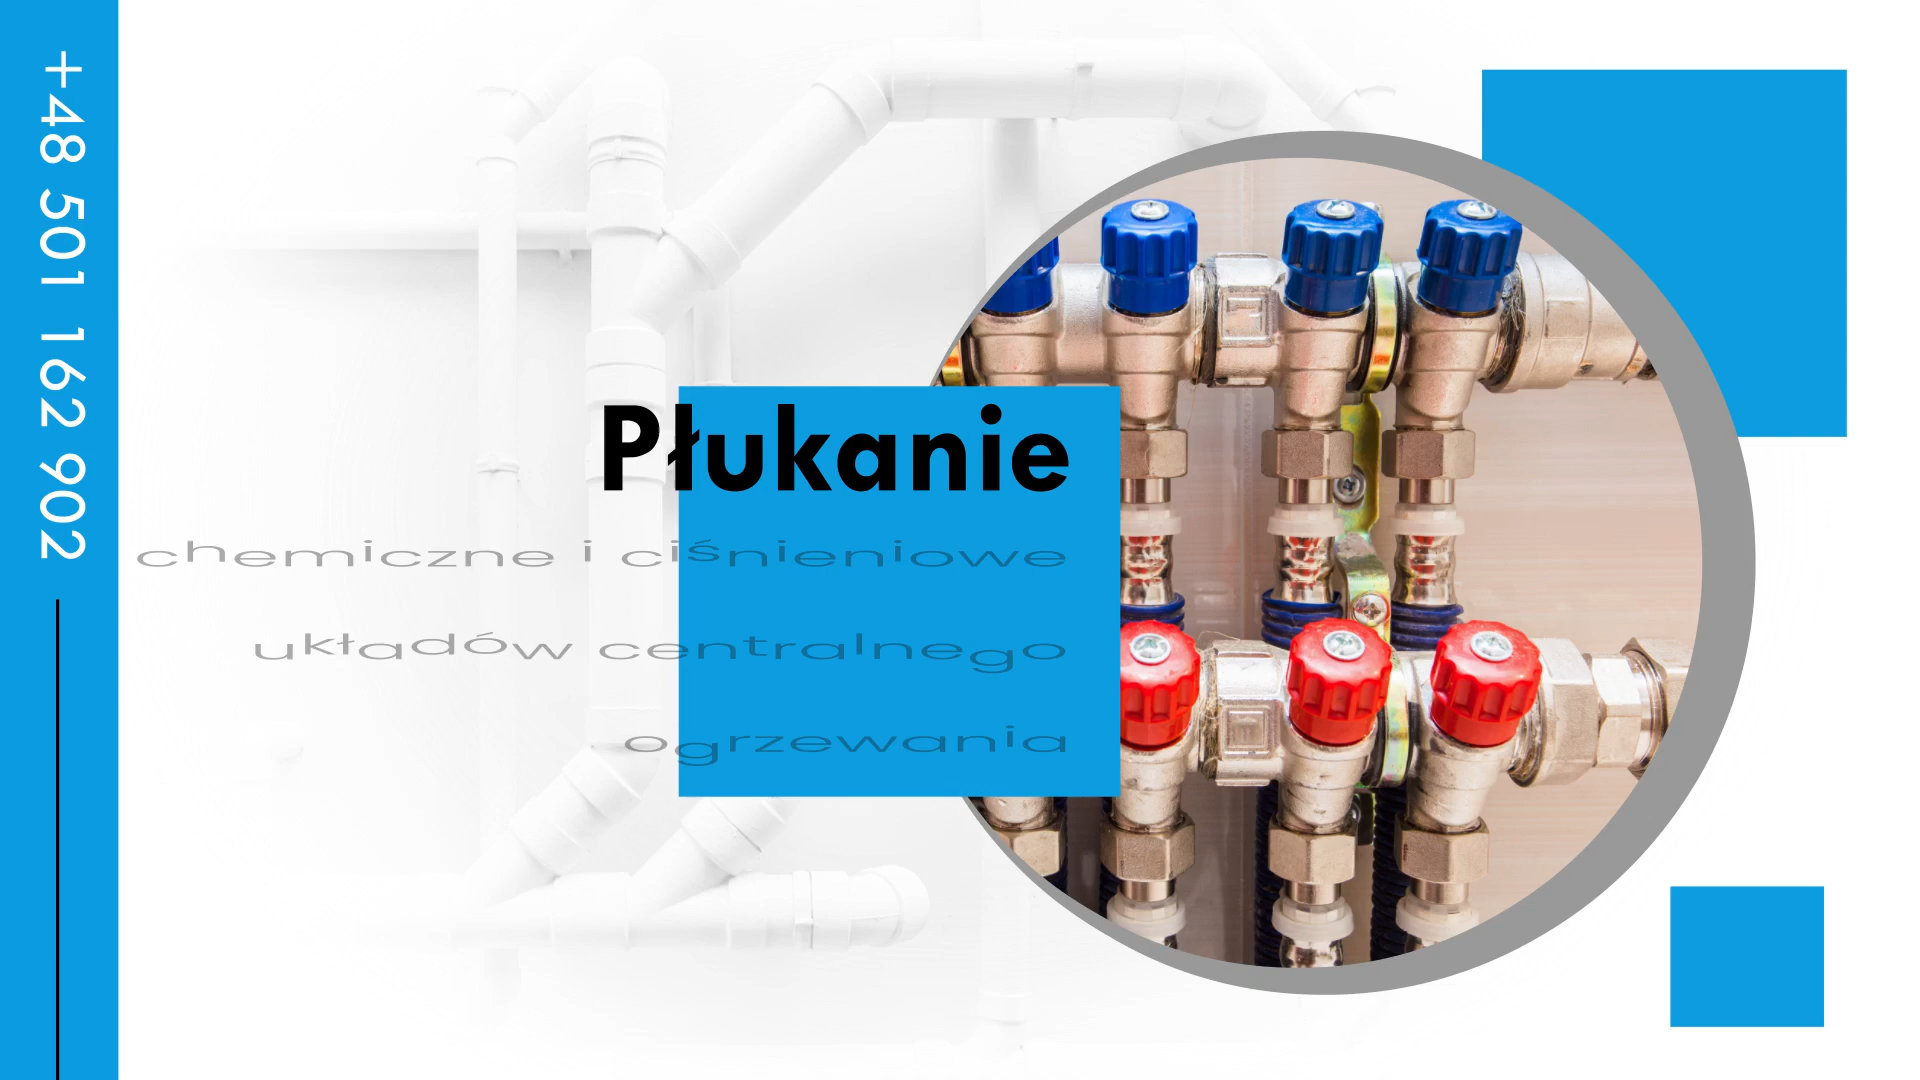 +48 501 162 902
Płukanie
chemiczne i ciśnieniowe
układów centralnego
ogrzewania